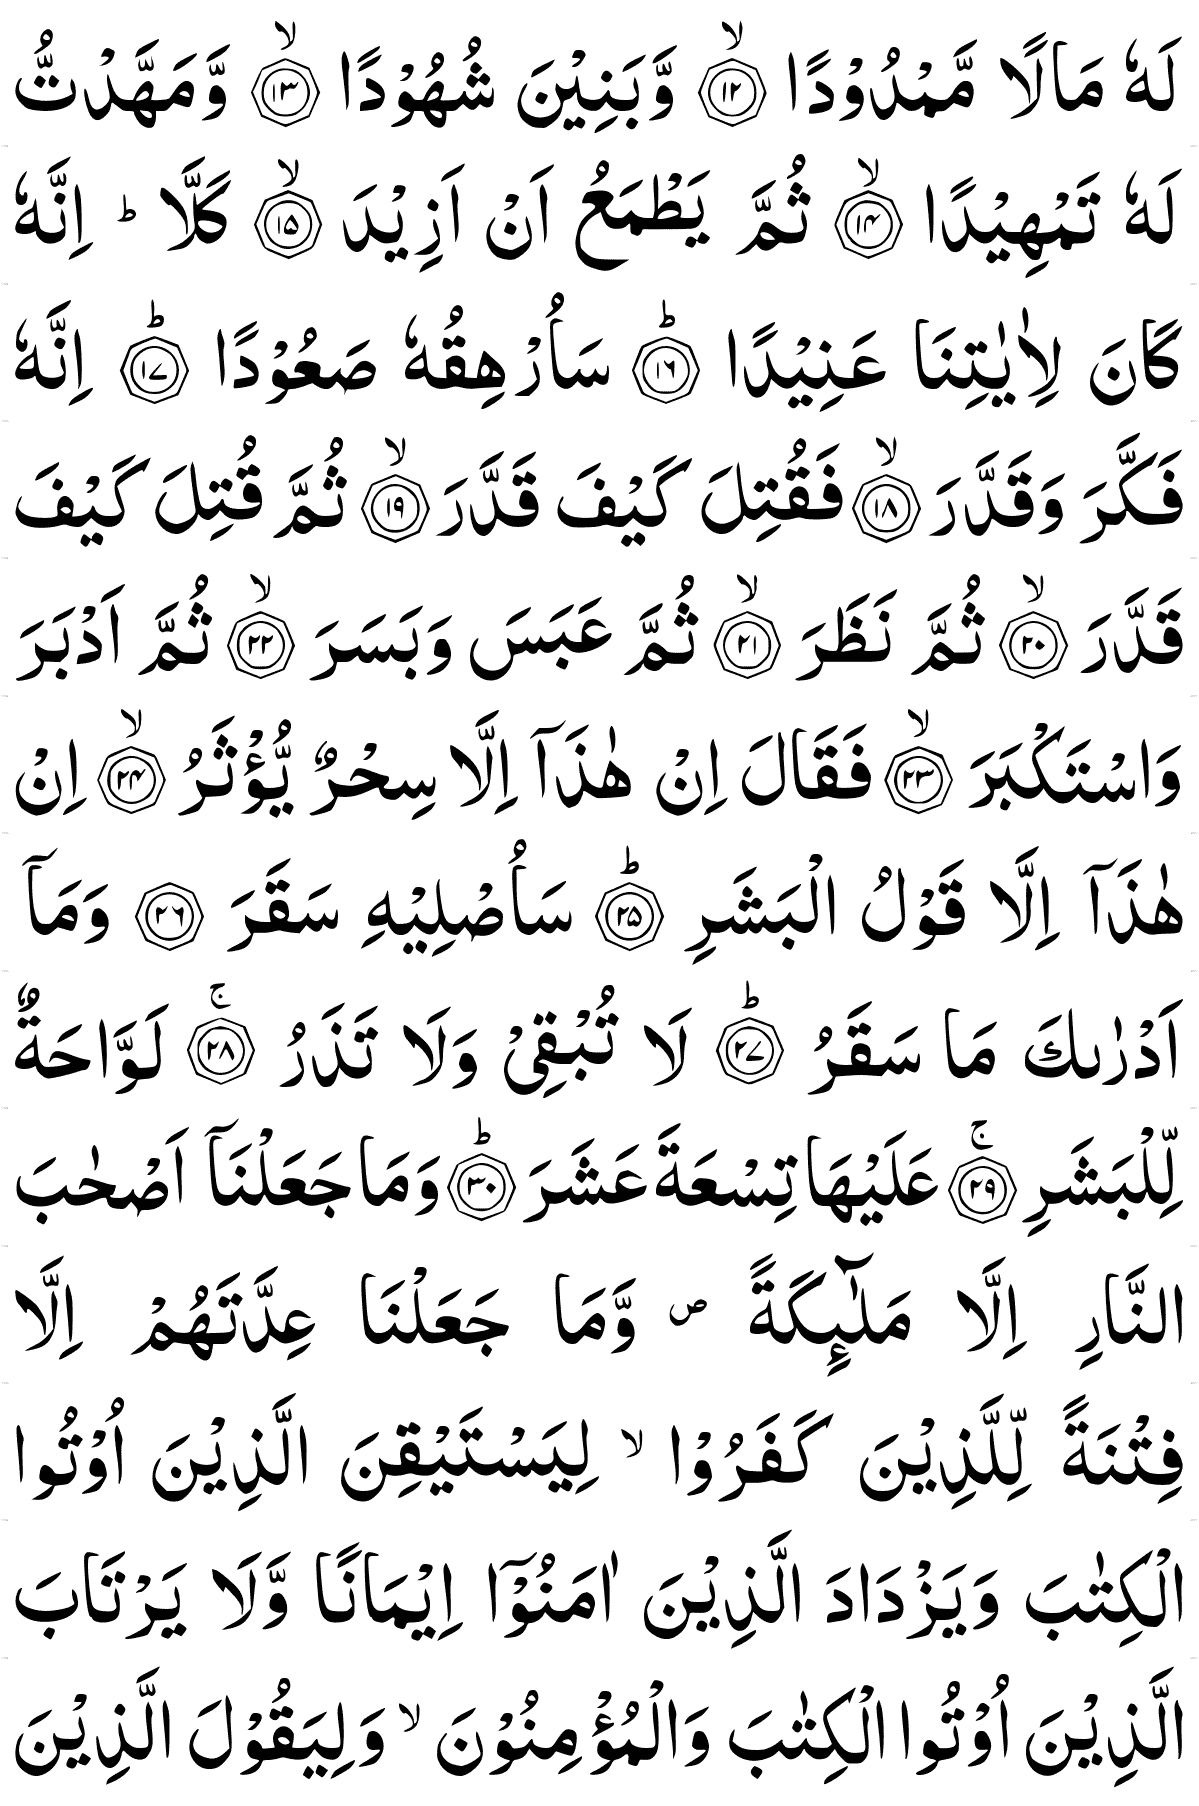 لَهٗ مَالًا مَّمْدُوْدًا ۙ﴿۱۲﴾ وَّبَنِيْنَ شُهُوْدًا ۙ﴿۱۳﴾ وَّمَهَّدْتُّ
لَهٗ تَمْهِيْدًا ۙ﴿۱۴﴾ ثُمَّ يَطْمَعُ اَنْ اَزِيْدَ ۙ﴿۱۵﴾ كَلَّا ؕ اِنَّهٗ
كَانَ لِاٰيٰتِنَا عَنِيْدًا ؕ﴿۱۶﴾ سَاُرْهِقُهٗ صَعُوْدًا ؕ﴿۱۷﴾ اِنَّهٗ
فَكَّرَ وَقَدَّرَ ۙ﴿۱۸﴾ فَقُتِلَ كَيْفَ قَدَّرَ ۙ﴿۱۹﴾ ثُمَّ قُتِلَ كَيْفَ
قَدَّرَ ۙ﴿۲۰﴾ ثُمَّ نَظَرَ ۙ﴿۲۱﴾ ثُمَّ عَبَسَ وَبَسَرَ ۙ﴿۲۲﴾ ثُمَّ اَدْبَرَ
وَاسْتَكْبَرَ ۙ﴿۲۳﴾ فَقَالَ اِنْ هٰذَآ اِلَّا سِحْرٌ يُّؤْثَرُ ۙ﴿۲۴﴾ اِنْ
هٰذَآ اِلَّا قَوْلُ الْبَشَرِ ؕ﴿۲۵﴾ سَاُصْلِيْهِ سَقَرَ ﴿۲۶﴾ وَمَآ
اَدْرٰىكَ مَا سَقَرُ ؕ﴿۲۷﴾ لَا تُبْقِىْ وَلَا تَذَرُ ۚ﴿۲۸﴾ لَوَّاحَةٌ
لِّلْبَشَرِ ۚ﴿۲۹﴾ عَلَيْهَا تِسْعَةَ عَشَرَ ؕ﴿۳۰﴾ وَمَا جَعَلْنَآ اَصْحٰبَ
النَّارِ اِلَّا مَلٰٓٮِٕكَةً ۖ وَّمَا جَعَلْنَا عِدَّتَهُمْ اِلَّا
فِتْنَةً لِّلَّذِيْنَ كَفَرُوْا ۙ لِيَسْتَيْقِنَ الَّذِيْنَ اُوْتُوا
الْكِتٰبَ وَيَزْدَادَ الَّذِيْنَ اٰمَنُوْٓا اِيْمَانًا وَّلَا يَرْتَابَ
الَّذِيْنَ اُوْتُوا الْكِتٰبَ وَالْمُؤْمِنُوْنَ ۙ وَلِيَقُوْلَ الَّذِيْنَ